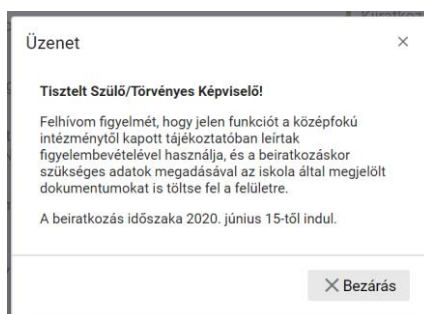 Üzenet
Tisztelt Szülő/Törvényes Képviselő!
Felhívom figyelmét, hogy jelen funkciót a középfokú
intézménytől kapott tájékoztatóban leírtak
figyelembevételével használja, és a beiratkozáskor
szükséges adatok megadásával az iskola által megjelölt
dokumentumokat is töltse fel a felületre.
A beiratkozás időszaka 2020. június 15-től indul.
Bezárás